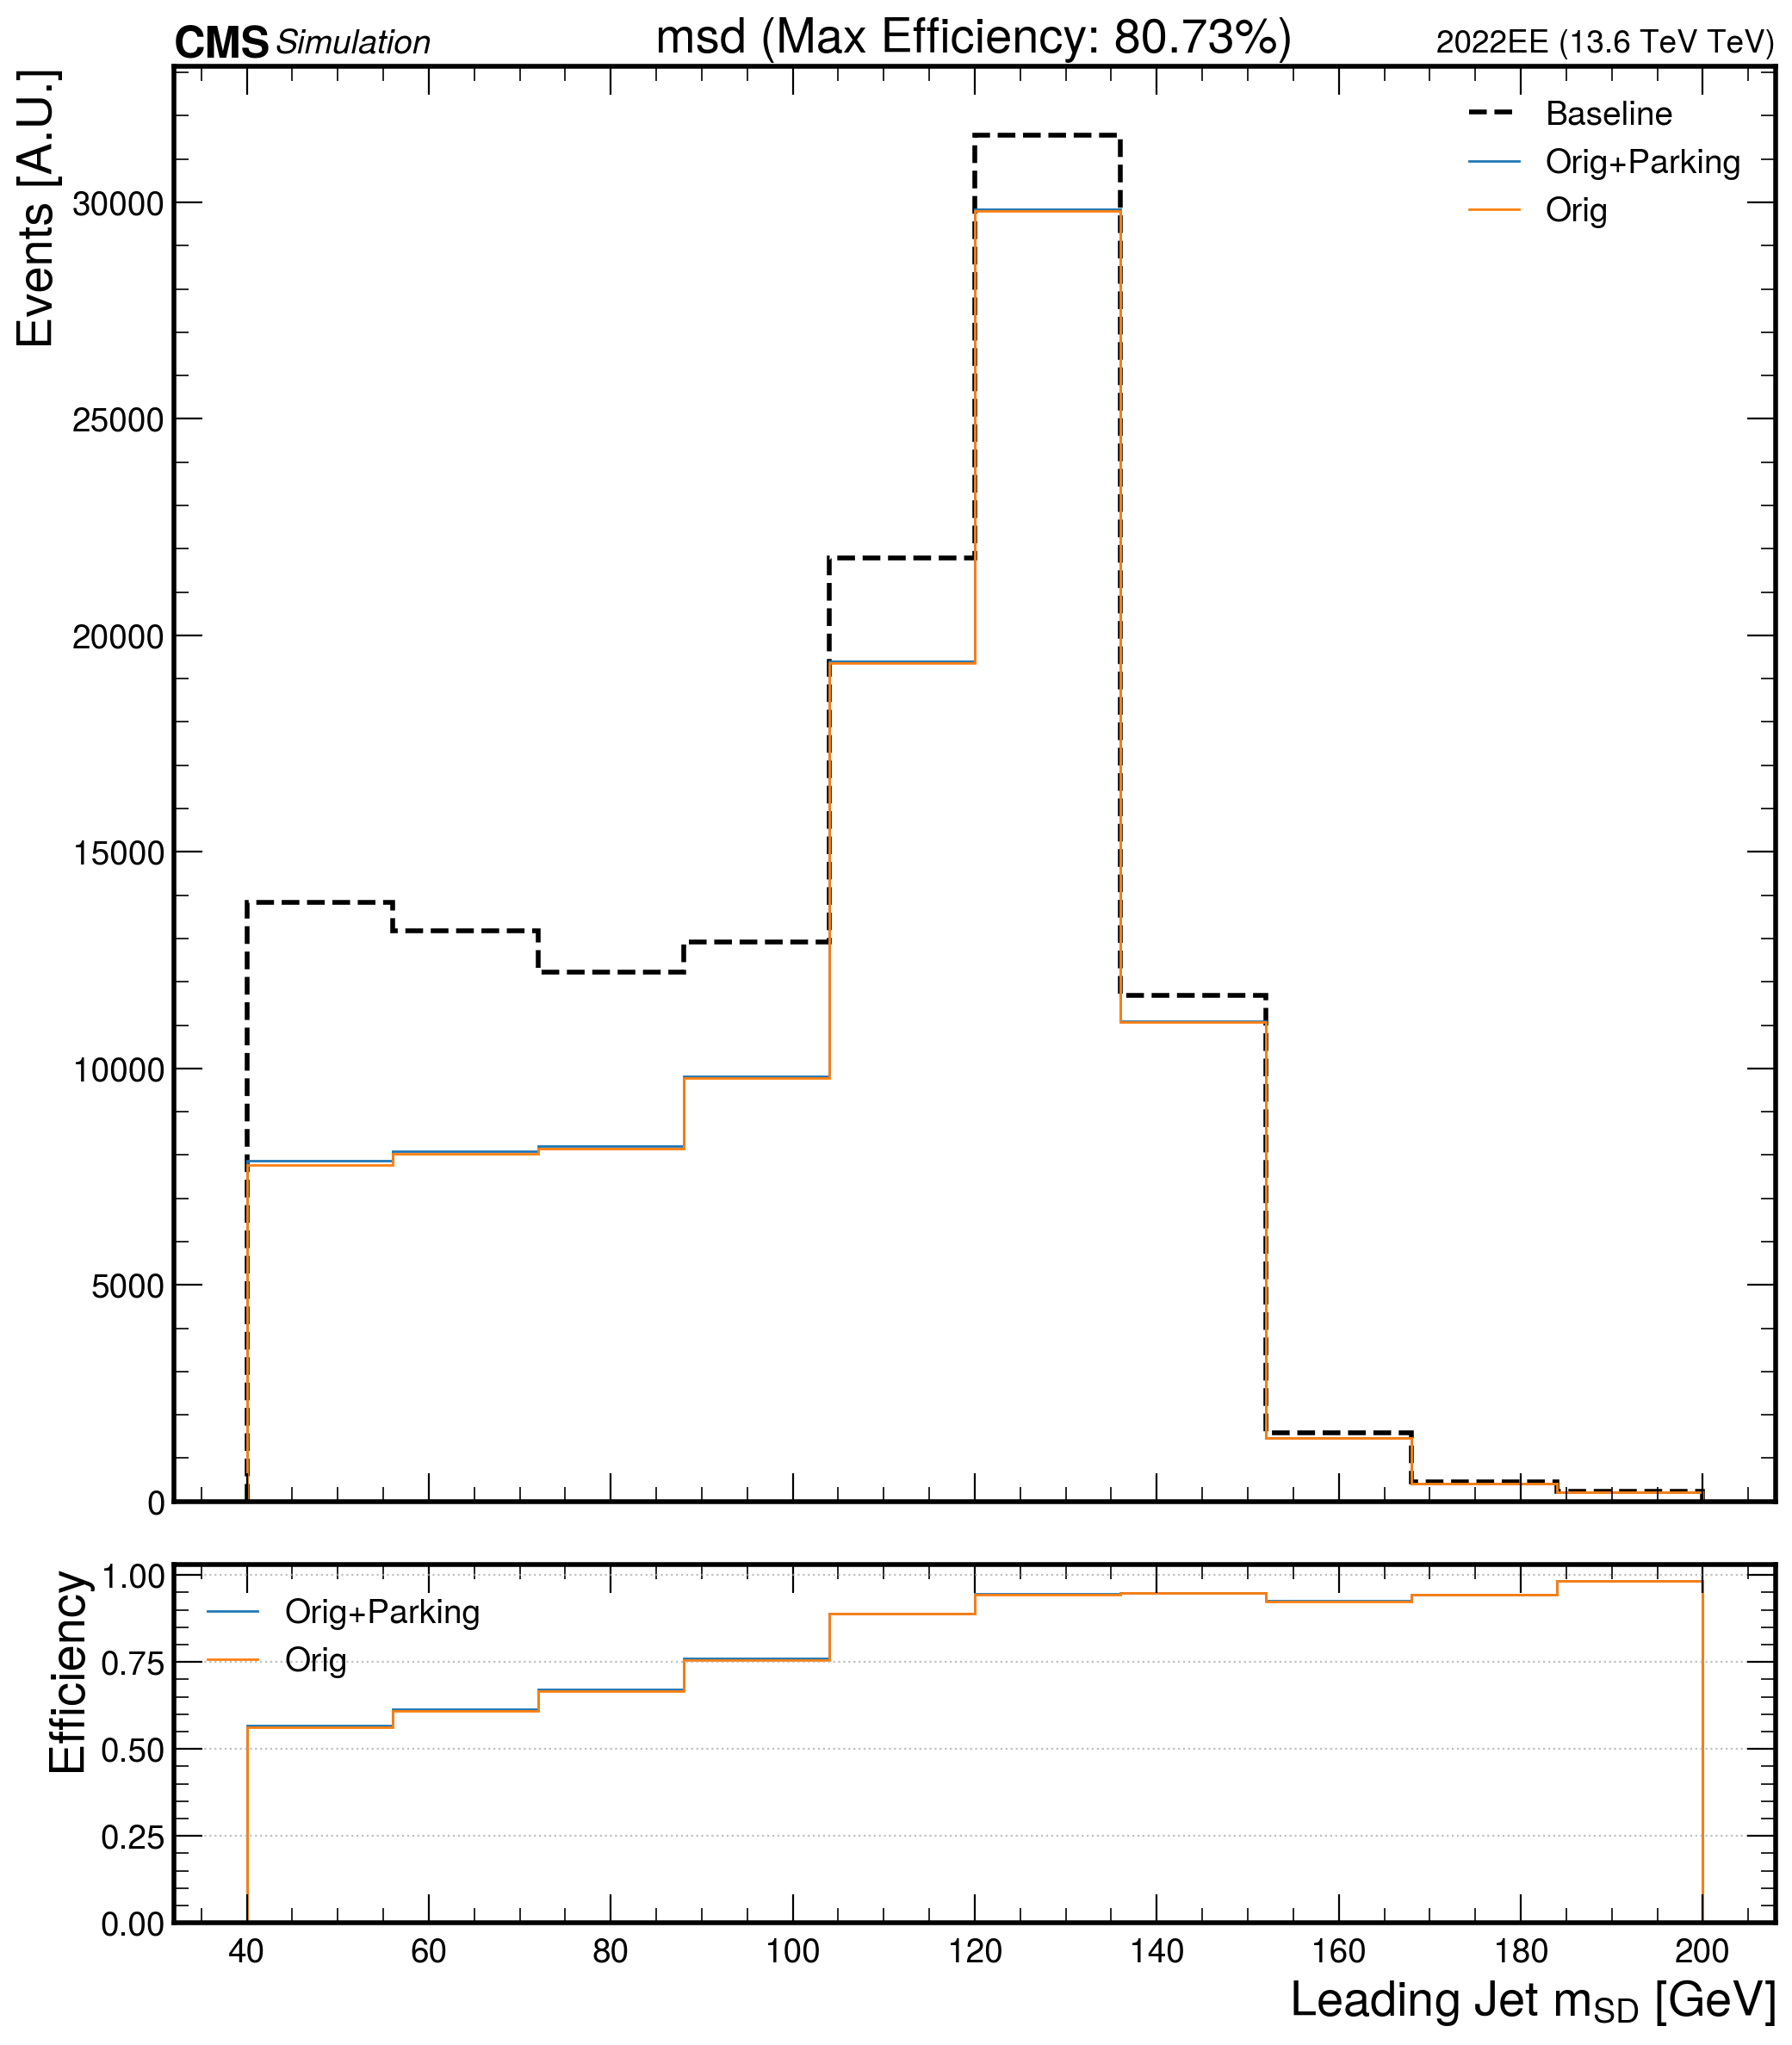 CMS Simulation msd (Max Efficiency: 80.73%) 2022EE (13.6 TeV TeV)
Events [A.U.]
Baseline
Orig+Parking
Orig
30000
25000
20000
15000
10000
5000
0
Efficiency
Orig+Parking
Orig
1.00
0.75
0.50
0.25
0.00
40 60 80 100 120 140 160 180 200
Leading Jet m_SD [GeV]